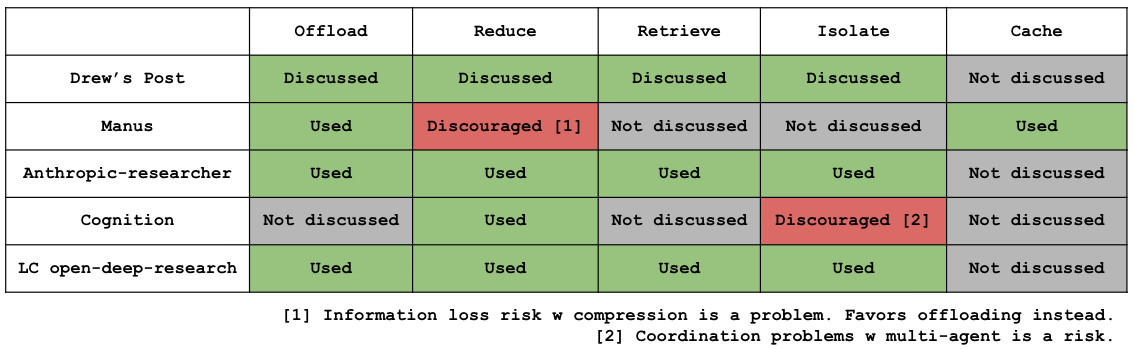 Offload Reduce Retrieve Isolate Cache
Drew's Post Discussed Discussed Discussed Discussed Not discussed
Manus Used Discouraged [1] Not discussed Not discussed Used
Anthropic-researcher Used Used Used Used Not discussed
Cognition Not discussed Used Not discussed Discouraged [2] Not discussed
LC open-deep-research Used Used Used Used Not discussed
[1] Information loss risk w compression is a problem. Favors offloading instead.
[2] Coordination problems w multi-agent is a risk.